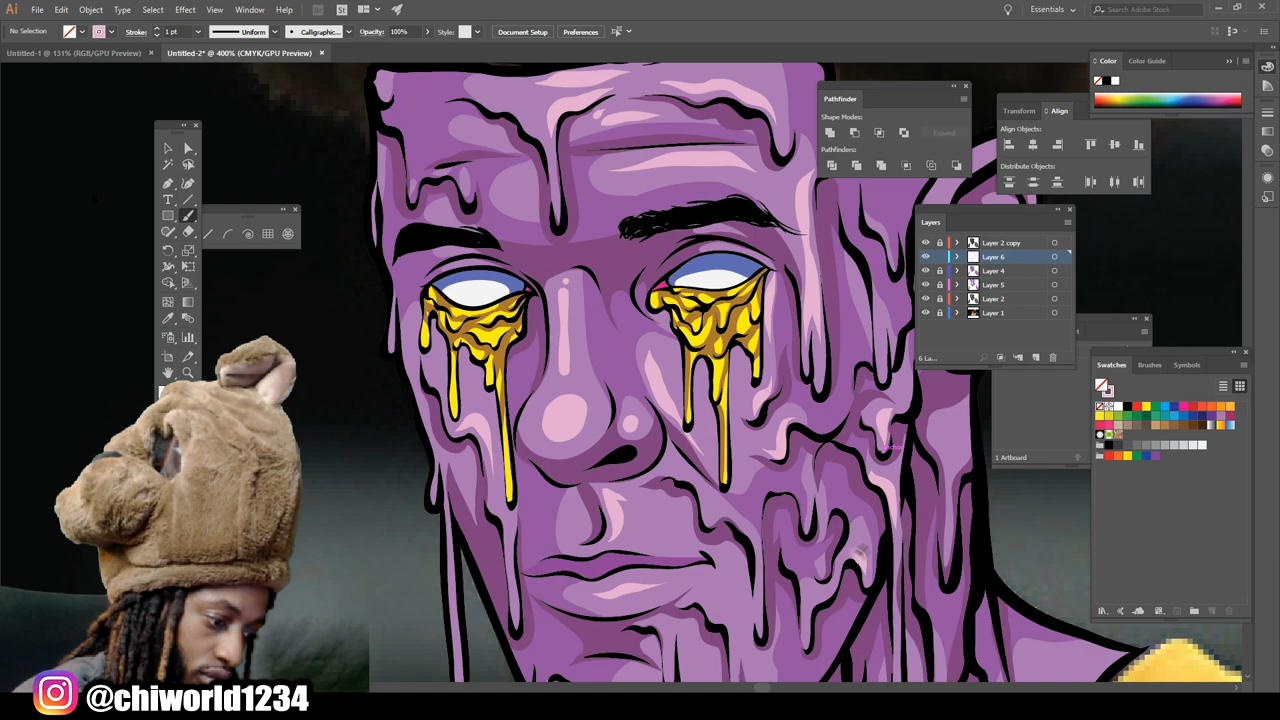 Ai File Edit Object Type Select Effect View Window Help Br St Essentials Search Adobe Stock
No Selection Stroke: 1 pt Uniform Calligraphic... Opacity: 100% Style: Document Setup Preferences
Untitled-1 @ 131% (RGB/GPU Preview) × Untitled-2* @ 400% (CMYK/GPU Preview) ×
Color Color Guide
Pathfinder
Shape Modes:
Expand
Pathfinders:
Transform Align
Align Objects:
Distribute Objects:
Layers
Layer 2 copy
Layer 6
Layer 4
Layer 5
Layer 2
Layer 1
6 La...
Swatches Brushes Symbols
1 Artboard
@chiworld1234